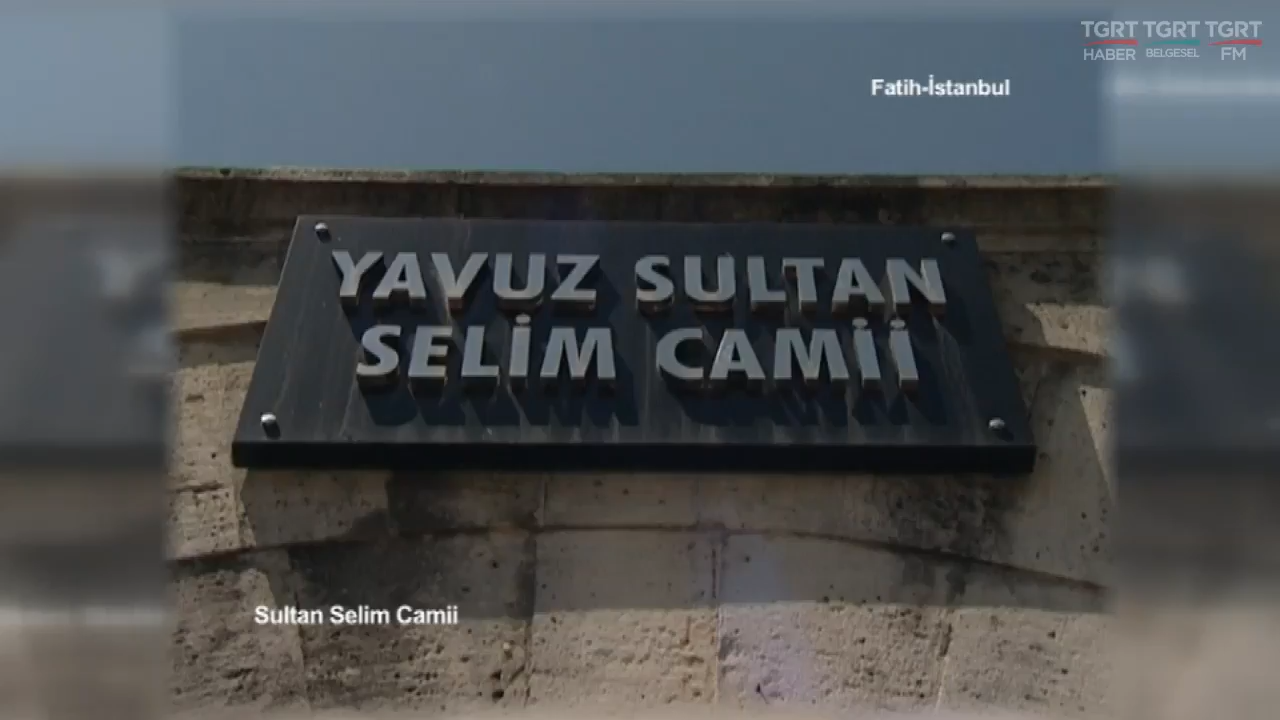 TGRT TGRT TGRT
HABER BELGESEL FM
Fatih-İstanbul
YAVUZ SULTAN
SELİM CAMİİ
Sultan Selim Camii